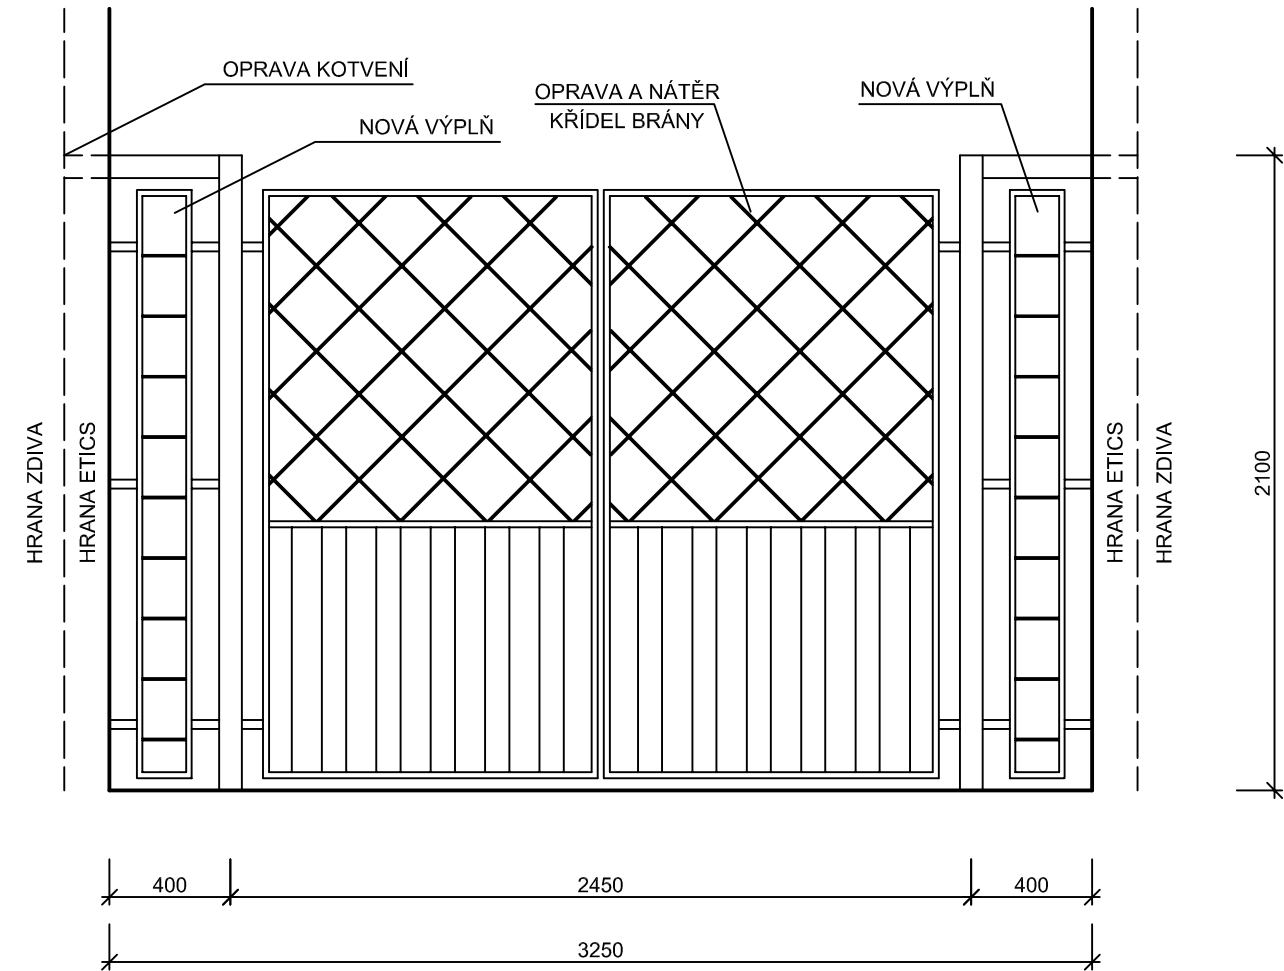 OPRAVA KOTVENÍ
NOVÁ VÝPLŇ
OPRAVA A NÁTĚR
KŘÍDEL BRÁNY
NOVÁ VÝPLŇ
HRANA ZDIVA
HRANA ETICS
HRANA ETICS
HRANA ZDIVA
2100
400
2450
400
3250